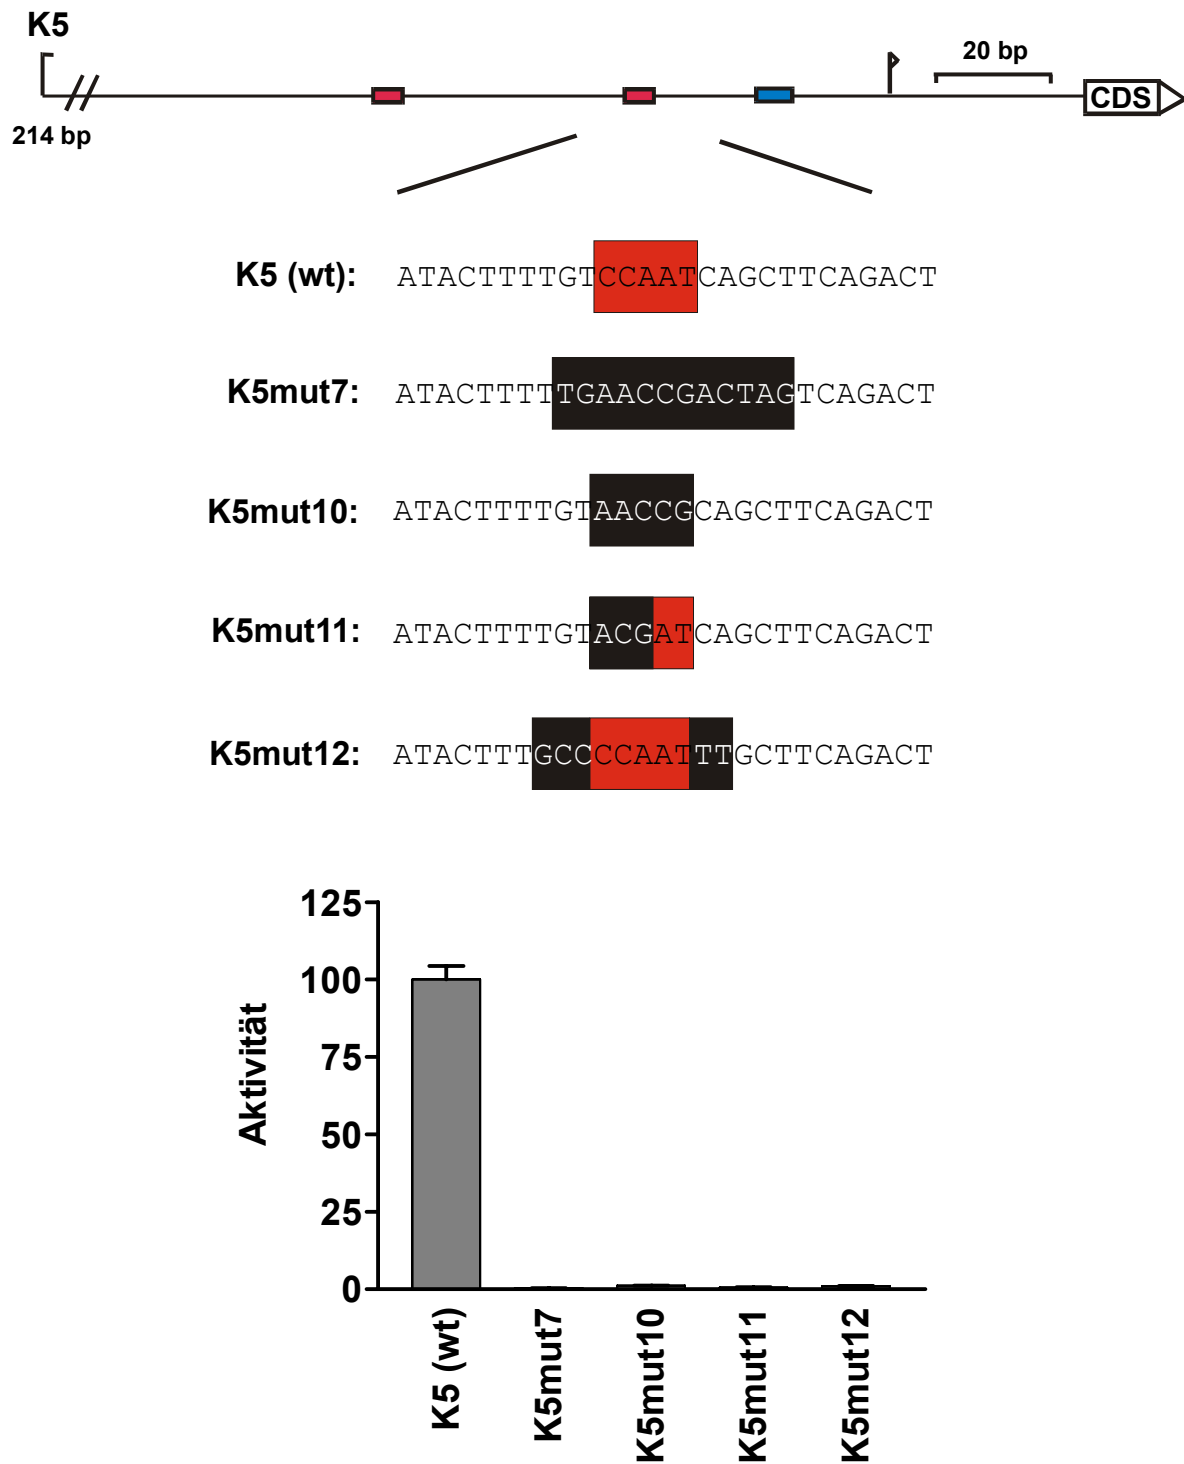 K5
20 bp
CDS
214 bp
K5 (wt): ATACTTTTGTCCAATCAGCTTCAGACT
K5mut7: ATACTTTTTGAACCGACTAGTCAGACT
K5mut10: ATACTTTTGTAACCGCAGCTTCAGACT
K5mut11: ATACTTTTGTACGATCAGCTTCAGACT
K5mut12: ATACTTTGCCCCAATTTGCTTCAGACT
125
100
75
50
25
0
Aktivität
K5 (wt)
K5mut7
K5mut10
K5mut11
K5mut12